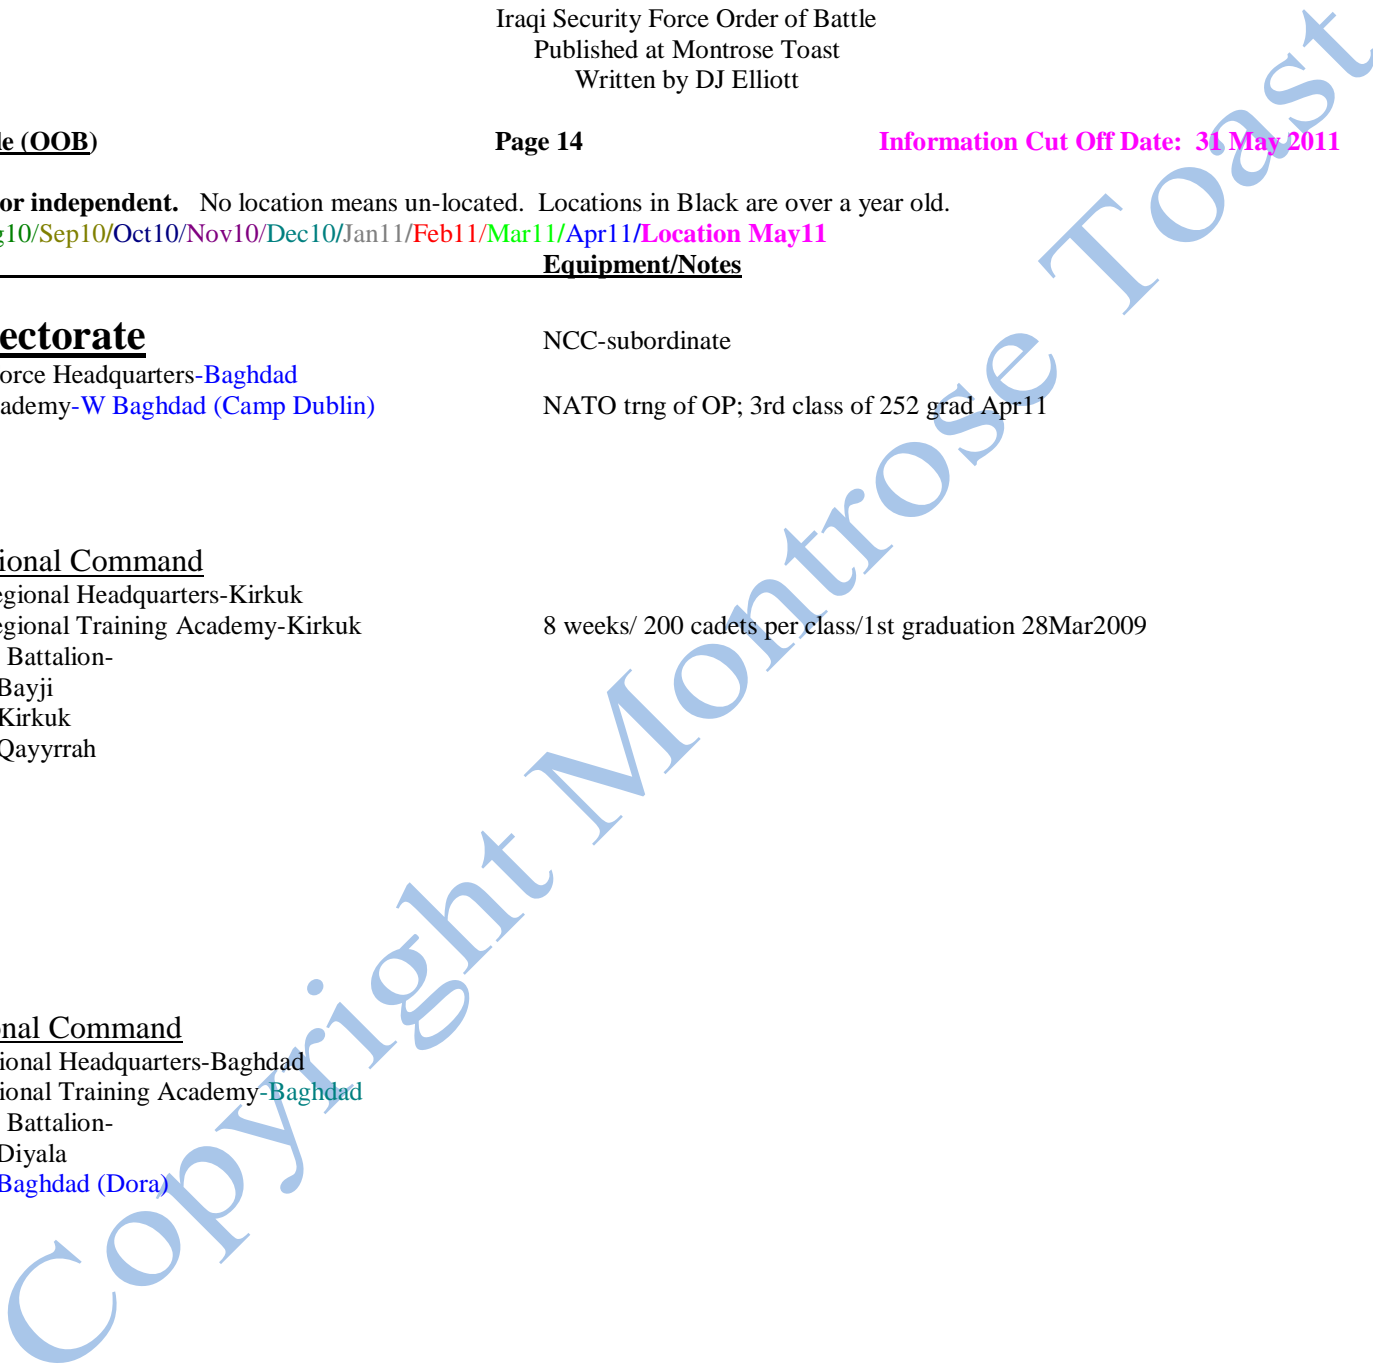 Iraqi Security Force Order of Battle
Published at Montrose Toast
Written by DJ Elliott
le (OOB) Page 14 Information Cut Off Date: 31 May 2011
or independent. No location means un-located. Locations in Black are over a year old.
g10/Sep10/Oct10/Nov10/Dec10/Jan11/Feb11/Mar11/Apr11/Location May11
Equipment/Notes
ectorate NCC-subordinate
orce Headquarters-Baghdad
ademy-W Baghdad (Camp Dublin) NATO trng of OP; 3rd class of 252 grad Apr11
ional Command
egional Headquarters-Kirkuk
egional Training Academy-Kirkuk 8 weeks/ 200 cadets per class/1st graduation 28Mar2009
Battalion-
Bayji
Kirkuk
Qayyrrah
onal Command
ional Headquarters-Baghdad
ional Training Academy-Baghdad
Battalion-
Diyala
Baghdad (Dora)
Copyright Montrose Toast